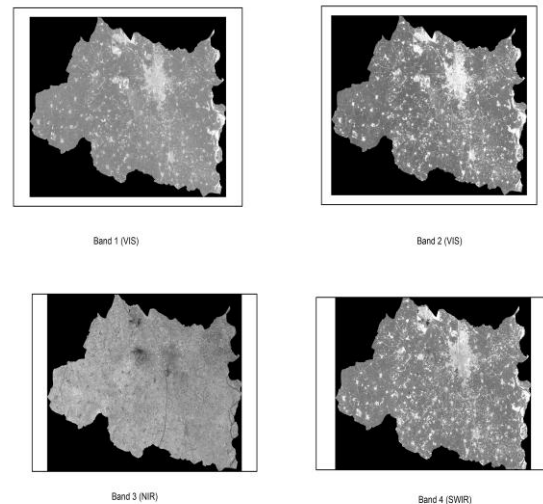 Band 1 (VIS)
Band 2 (VIS)
Band 3 (NIR)
Band 4 (SWIR)